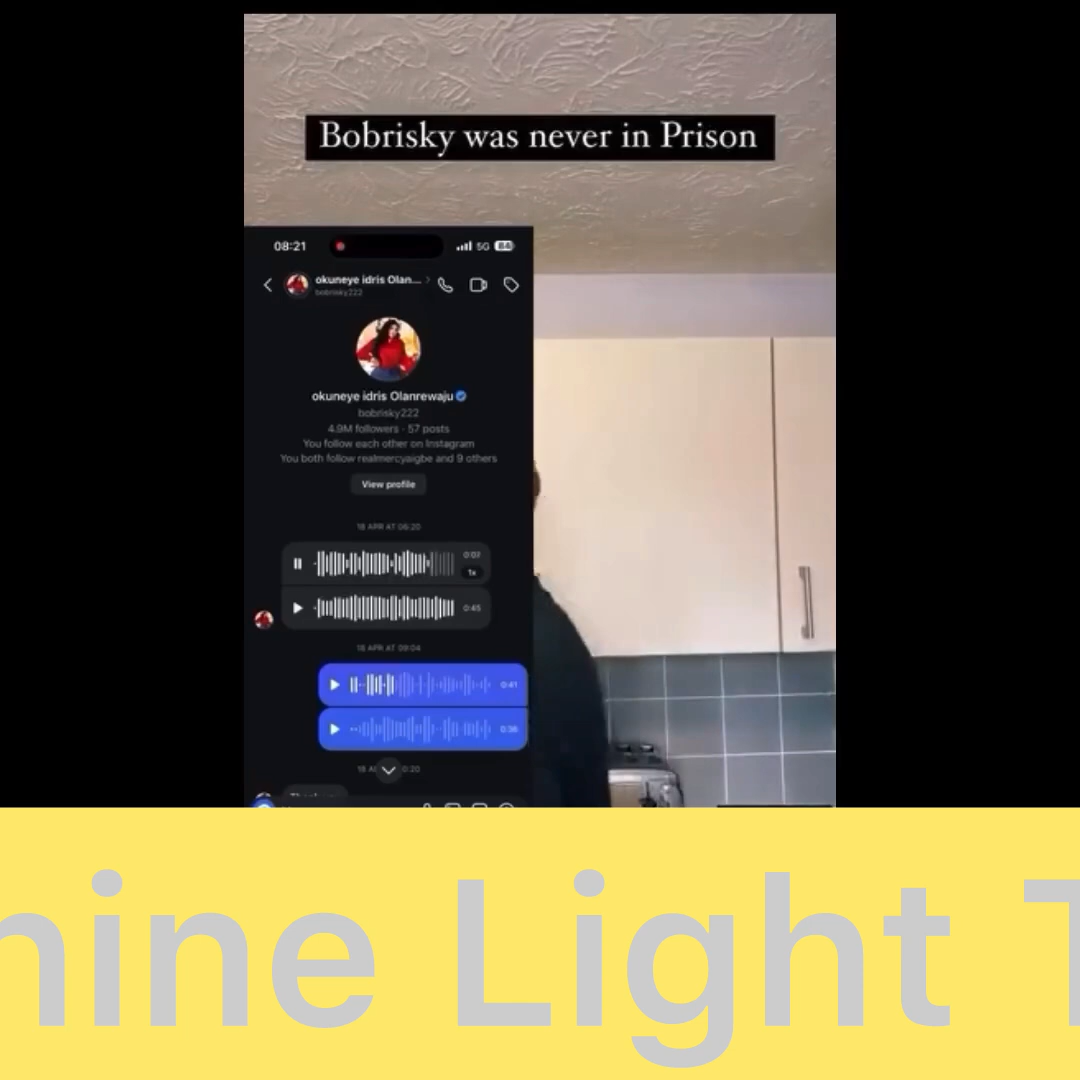 Bobrisky was never in Prison
08:21
5G 84
okuneye idris Olan...
bobrisky222
okuneye idris Olanrewaju
bobrisky222
4.9M followers · 57 posts
You follow each other on Instagram
You both follow realmercyaigbe and 9 others
View profile
18 APR AT 06:20
0:07
1x
0:45
18 APR AT 09:04
0:41
0:36
hine Light T